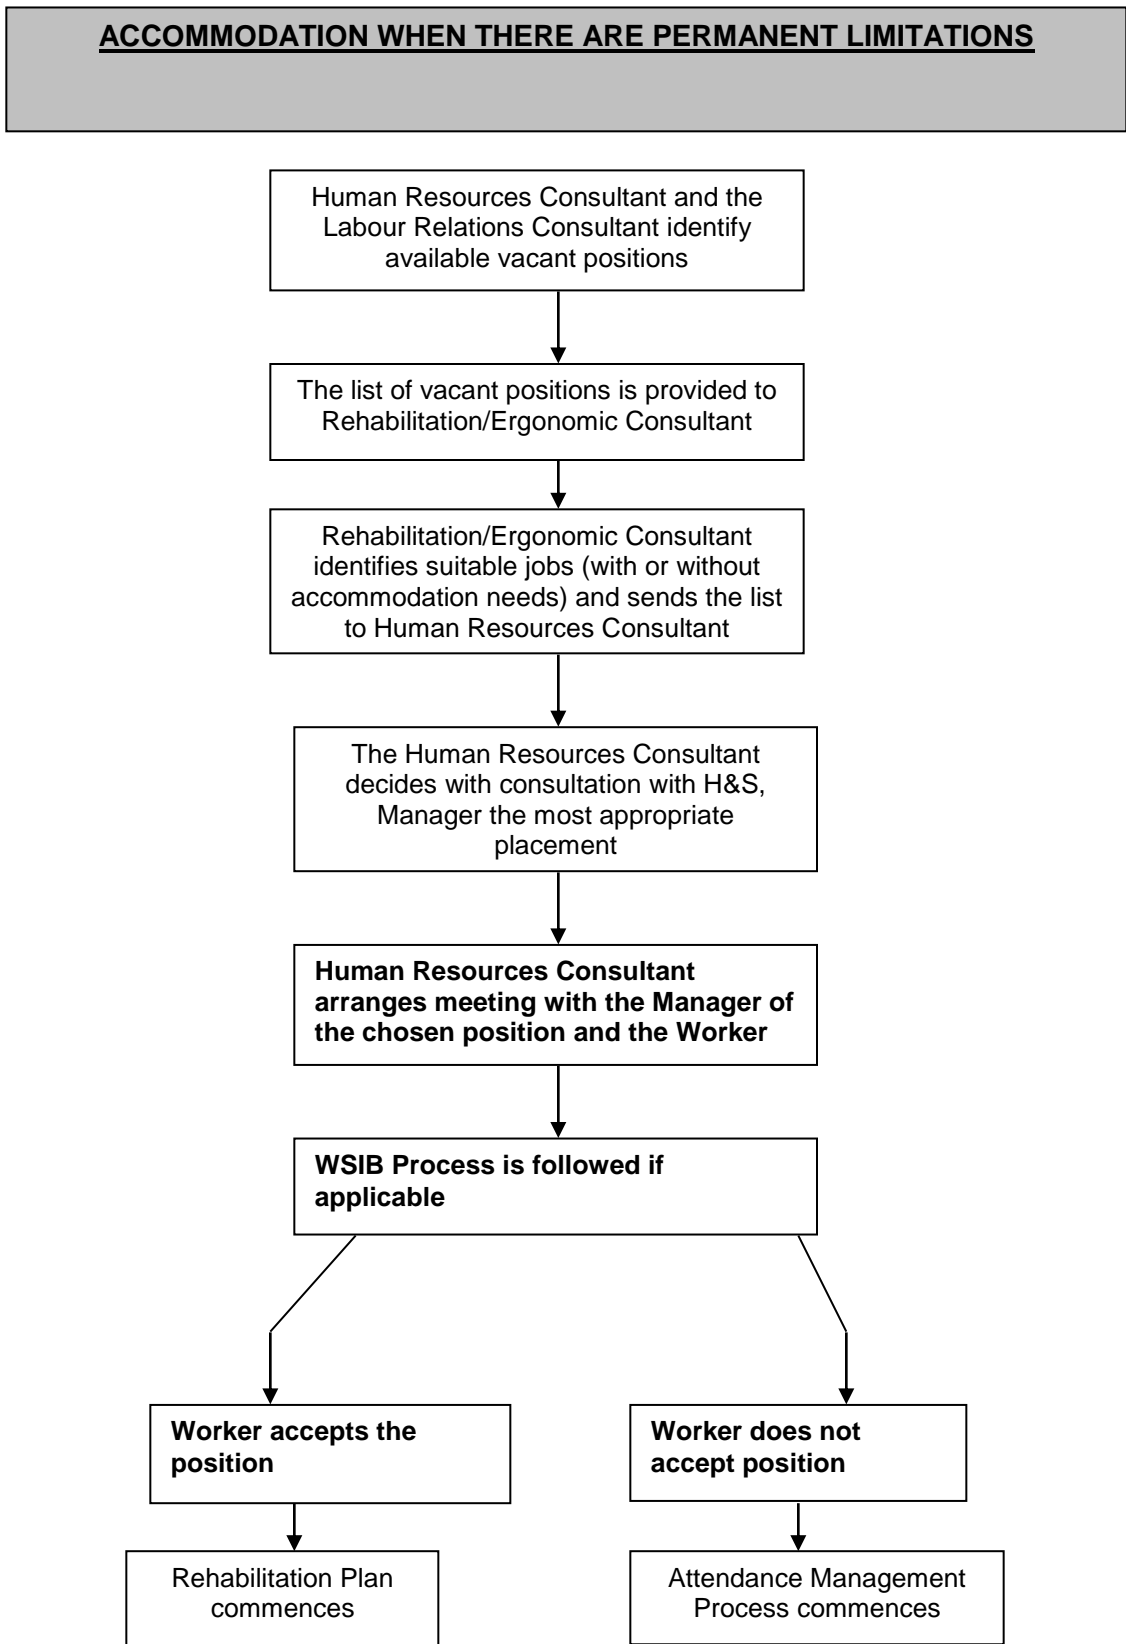 ACCOMMODATION WHEN THERE ARE PERMANENT LIMITATIONS
Human Resources Consultant and the
Labour Relations Consultant identify
available vacant positions
The list of vacant positions is provided to
Rehabilitation/Ergonomic Consultant
Rehabilitation/Ergonomic Consultant
identifies suitable jobs (with or without
accommodation needs) and sends the list
to Human Resources Consultant
The Human Resources Consultant
decides with consultation with H&S,
Manager the most appropriate
placement
Human Resources Consultant
arranges meeting with the Manager of
the chosen position and the Worker
WSIB Process is followed if
applicable
Worker accepts the
position
Worker does not
accept position
Rehabilitation Plan
commences
Attendance Management
Process commences